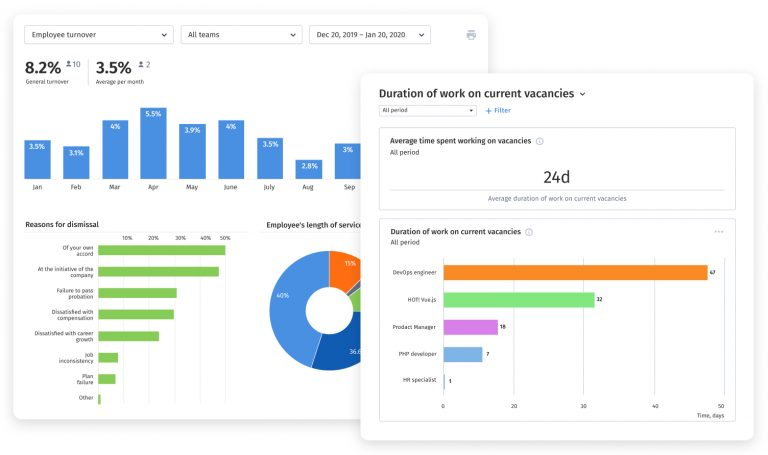 Employee turnover
All teams
Dec 20, 2019 – Jan 20, 2020
8.2% 10
General turnover
3.5% 2
Average per month
3.5%
3.1%
4%
5.5%
3.9%
4%
3.5%
2.8%
3%
Jan Feb Mar Apr May June July Aug Sep
Reasons for dismissal
10% 20% 30% 40% 50%
Of your own
accord
At the initiative of the
company
Failure to pass
probation
Dissatisfied with
compensation
Dissatisfied with career
growth
Job
inconsistency
Plan
failure
Other
Employee's length of service
15%
40%
36.6
Duration of work on current vacancies
All period
+ Filter
Average time spent working on vacancies
All period
24d
Average duration of work on current vacancies
Duration of work on current vacancies
All period
DevOps engineer 47
HOT! Vue.js 32
Product Manager 18
PHP developer 7
HR specialist 1
0 20 30 40 50
Time, days